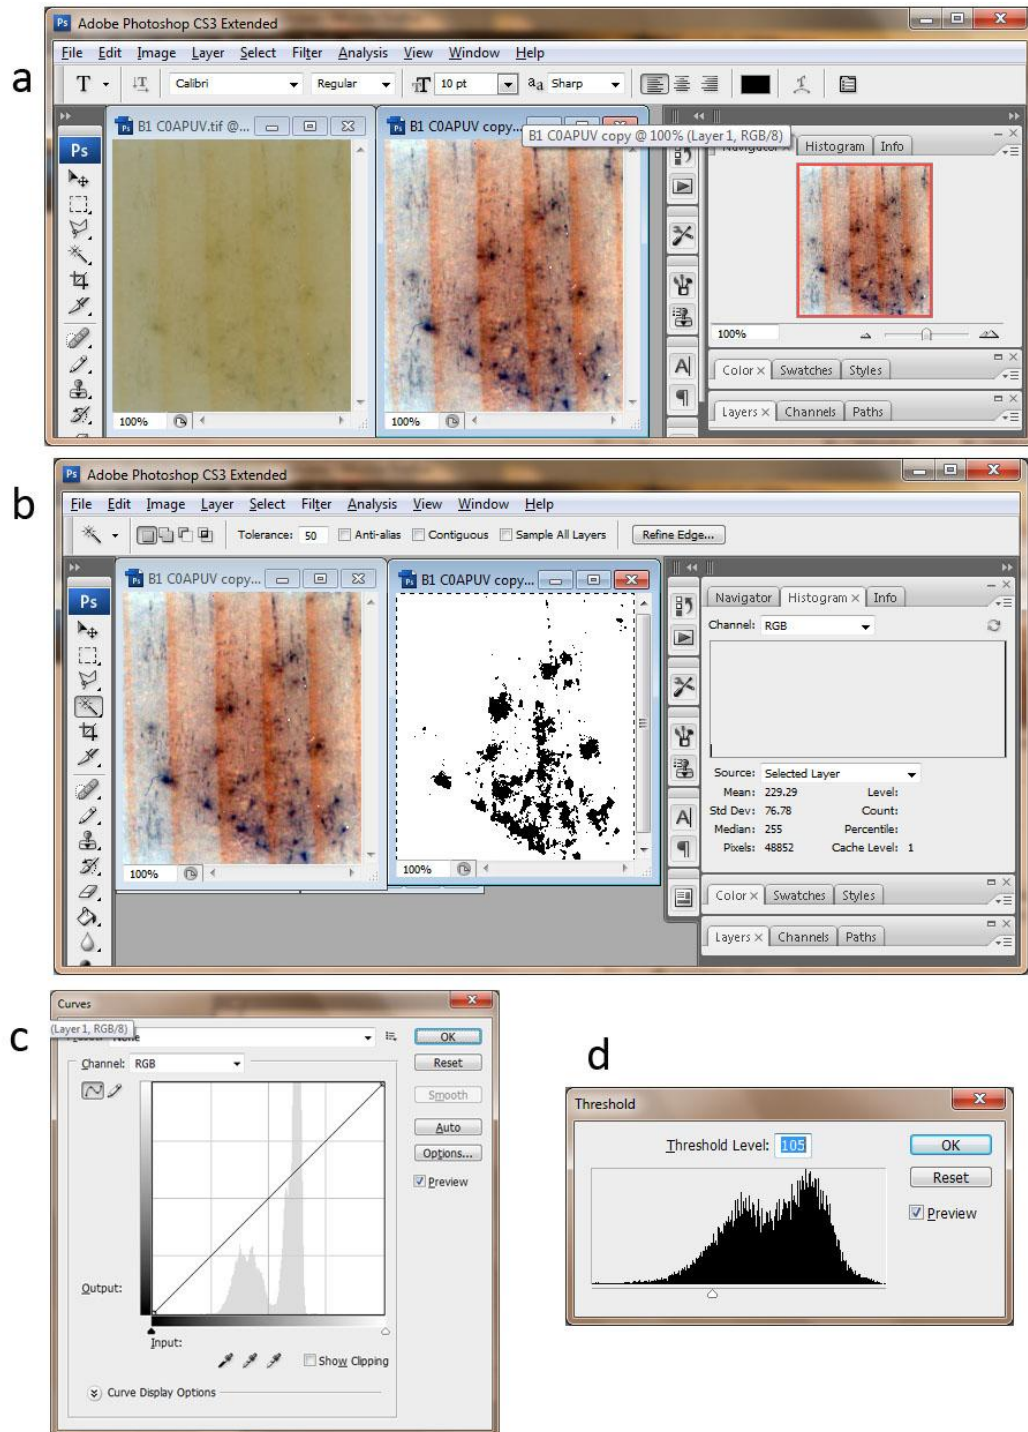 a
Ps Adobe Photoshop CS3 Extended
File Edit Image Layer Select Filter Analysis View Window Help
T T Calibri Regular T 10 pt aa Sharp
B1 C0APUV.tif @... B1 C0APUV copy...
B1 C0APUV copy @ 100% (Layer 1, RGB/8)
Histogram Info
Ps
100%
Color × Swatches Styles
A
Layers × Channels Paths
100% 100%
b
Ps Adobe Photoshop CS3 Extended
File Edit Image Layer Select Filter Analysis View Window Help
Tolerance: 50 Anti-alias Contiguous Sample All Layers Refine Edge...
B1 C0APUV copy... B1 C0APUV copy...
Ps
Navigator Histogram × Info
Channel: RGB
Source: Selected Layer
Mean: 229.29 Level:
Std Dev: 76.78 Count:
Median: 255 Percentile:
Pixels: 48852 Cache Level: 1
A
100% 100%
Color × Swatches Styles
Layers × Channels Paths
c
Curves
(Layer 1, RGB/8)
None
OK
Channel: RGB
Reset
Smooth
Auto
Options...
Preview
Output:
Input:
Show Clipping
Curve Display Options
d
Threshold
Threshold Level: 105
OK
Reset
Preview